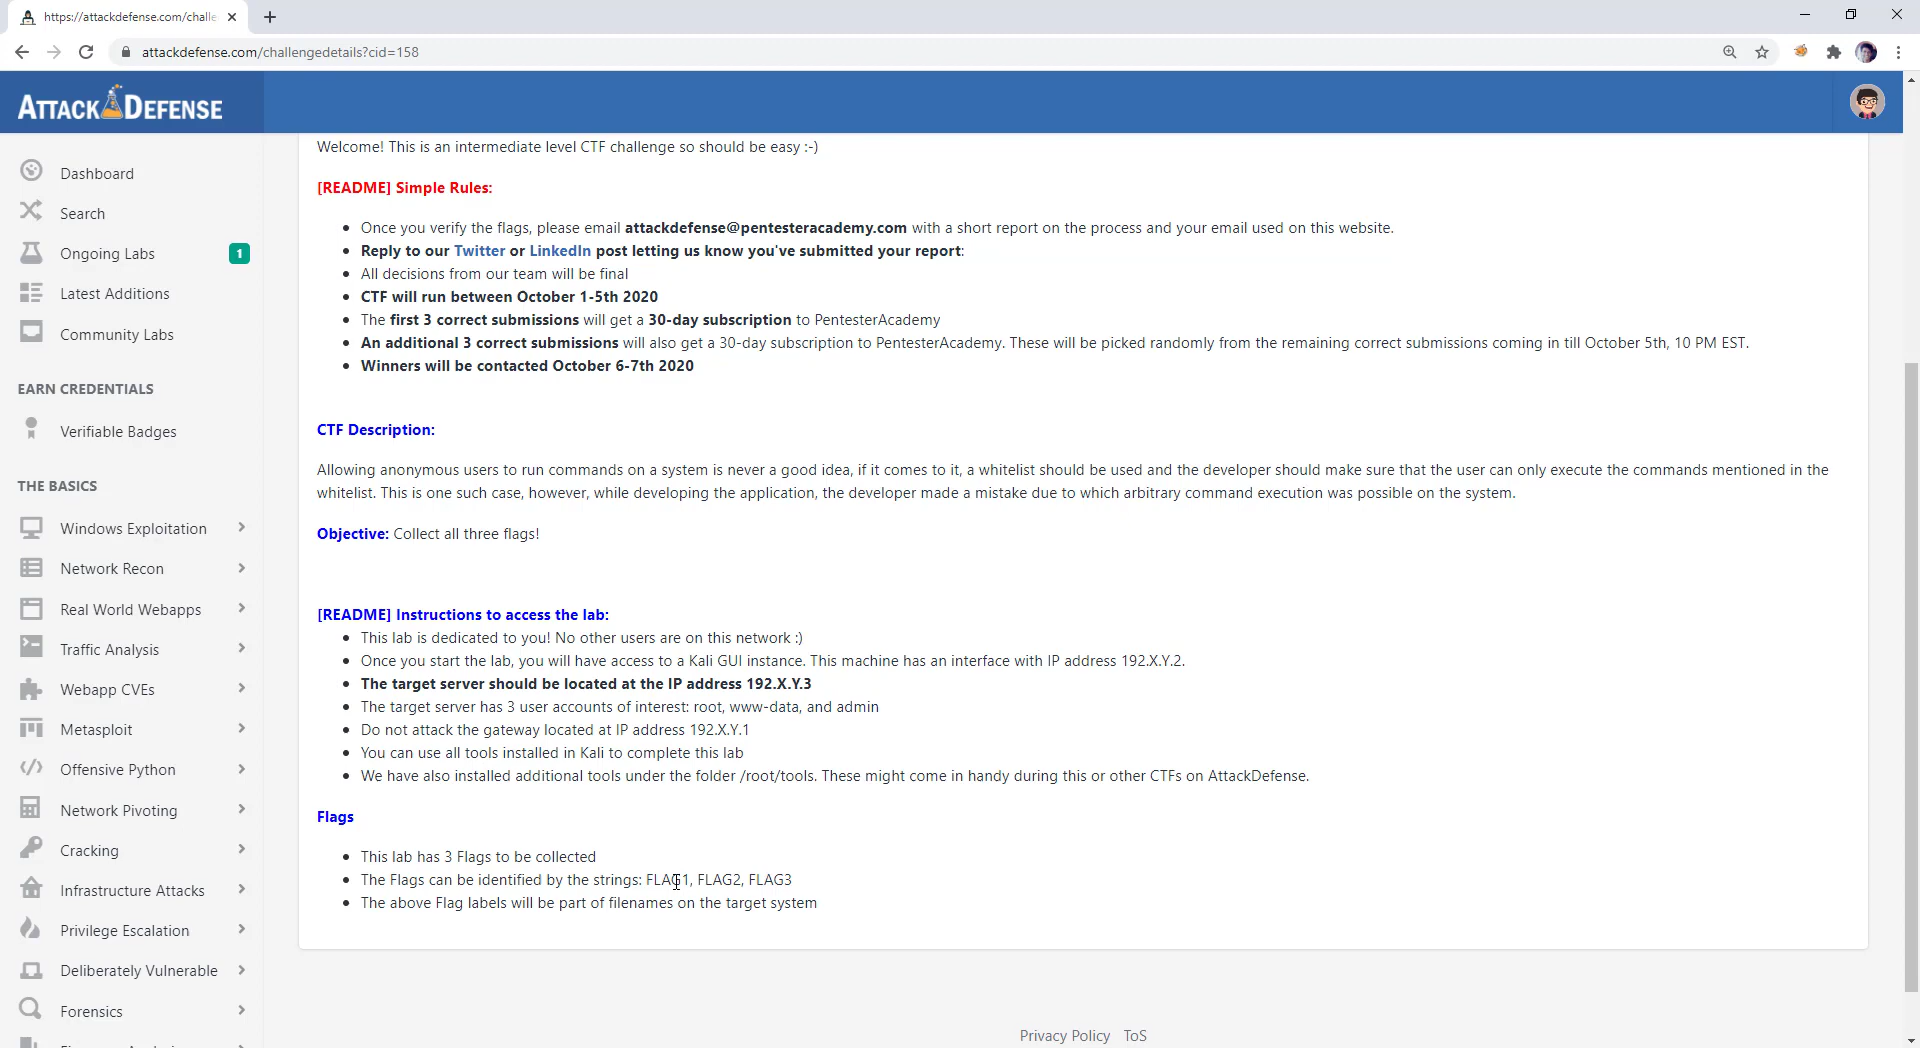 https://attackdefense.com/challe
attackdefense.com/challengedetails?cid=158
ATTACK DEFENSE
Dashboard
Search
Ongoing Labs 1
Latest Additions
Community Labs
EARN CREDENTIALS
Verifiable Badges
THE BASICS
Windows Exploitation
Network Recon
Real World Webapps
Traffic Analysis
Webapp CVEs
Metasploit
Offensive Python
Network Pivoting
Cracking
Infrastructure Attacks
Privilege Escalation
Deliberately Vulnerable
Forensics
Welcome! This is an intermediate level CTF challenge so should be easy :-)
[README] Simple Rules:
Once you verify the flags, please email attackdefense@pentesteracademy.com with a short report on the process and your email used on this website.
Reply to our Twitter or LinkedIn post letting us know you've submitted your report:
All decisions from our team will be final
CTF will run between October 1-5th 2020
The first 3 correct submissions will get a 30-day subscription to PentesterAcademy
An additional 3 correct submissions will also get a 30-day subscription to PentesterAcademy. These will be picked randomly from the remaining correct submissions coming in till October 5th, 10 PM EST.
Winners will be contacted October 6-7th 2020
CTF Description:
Allowing anonymous users to run commands on a system is never a good idea, if it comes to it, a whitelist should be used and the developer should make sure that the user can only execute the commands mentioned in the
whitelist. This is one such case, however, while developing the application, the developer made a mistake due to which arbitrary command execution was possible on the system.
Objective: Collect all three flags!
[README] Instructions to access the lab:
This lab is dedicated to you! No other users are on this network :)
Once you start the lab, you will have access to a Kali GUI instance. This machine has an interface with IP address 192.X.Y.2.
The target server should be located at the IP address 192.X.Y.3
The target server has 3 user accounts of interest: root, www-data, and admin
Do not attack the gateway located at IP address 192.X.Y.1
You can use all tools installed in Kali to complete this lab
We have also installed additional tools under the folder /root/tools. These might come in handy during this or other CTFs on AttackDefense.
Flags
This lab has 3 Flags to be collected
The Flags can be identified by the strings: FLAG1, FLAG2, FLAG3
The above Flag labels will be part of filenames on the target system
Privacy Policy ToS